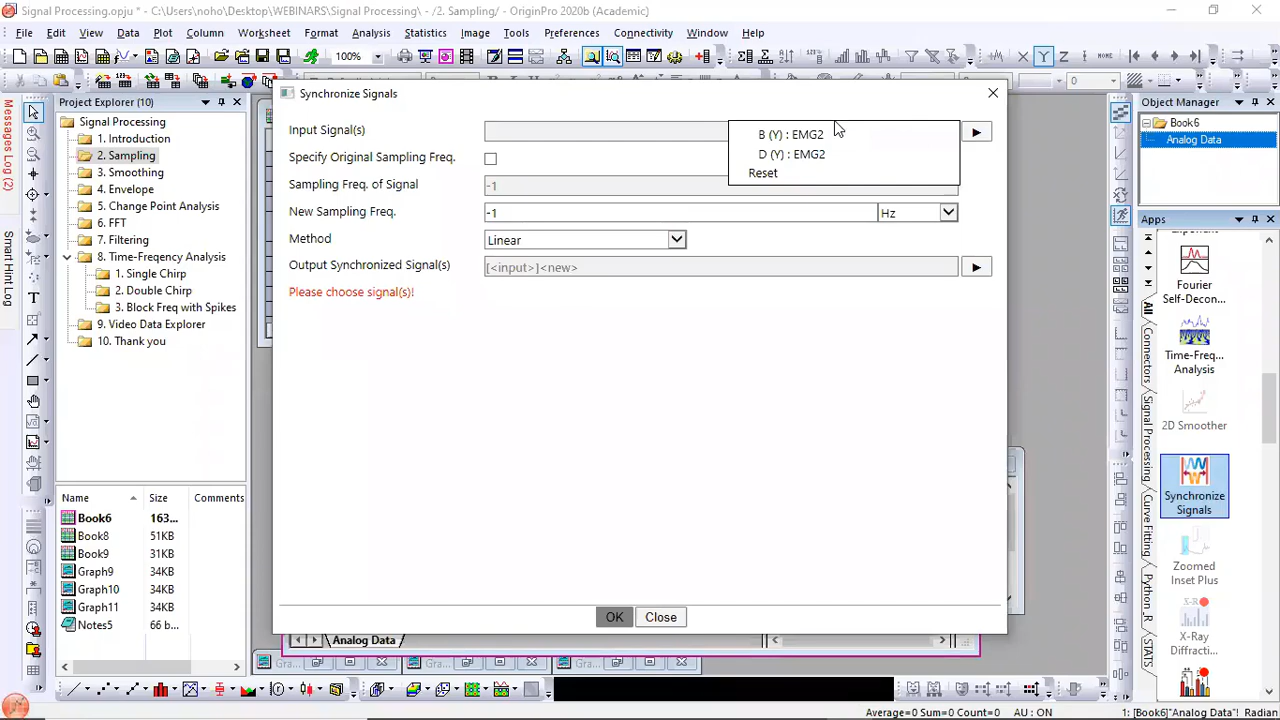 Signal Processing.opju * - C:\Users\noho\Desktop\WEBINARS\Signal Processing\ - /2. Sampling/ - OriginPro 2020b (Academic)
File Edit View Data Plot Column Worksheet Format Analysis Statistics Image Tools Preferences Connectivity Window Help
100%
0
Messages Log (2)
Smart Hint Log
Project Explorer (10)
Signal Processing
1. Introduction
2. Sampling
3. Smoothing
4. Envelope
5. Change Point Analysis
6. FFT
7. Filtering
8. Time-Freqency Analysis
1. Single Chirp
2. Double Chirp
3. Block Freq with Spikes
9. Video Data Explorer
10. Thank you
Name Size Comments
Book6 163...
Book8 51KB
Book9 31KB
Graph9 34KB
Graph10 34KB
Graph11 34KB
Notes5 66 b...
Synchronize Signals
Input Signal(s)
B (Y) : EMG2
D (Y) : EMG2
Reset
Specify Original Sampling Freq.
Sampling Freq. of Signal -1
New Sampling Freq. -1 Hz
Method Linear
Output Synchronized Signal(s) [<input>]<new>
Please choose signal(s)!
OK Close
Analog Data
Gra... Gra... Gra...
Object Manager
Book6
Analog Data
Apps
All
Connectors
Signal Processing
Curve Fitting
Python_R
STATS
Fourier
Self-Decon...
Time-Freq...
Analysis
2D Smoother
Synchronize
Signals
Zoomed
Inset Plus
X-Ray
Diffracti...
Average=0 Sum=0 Count=0 AU : ON 1: [Book6]"Analog Data"! Radian